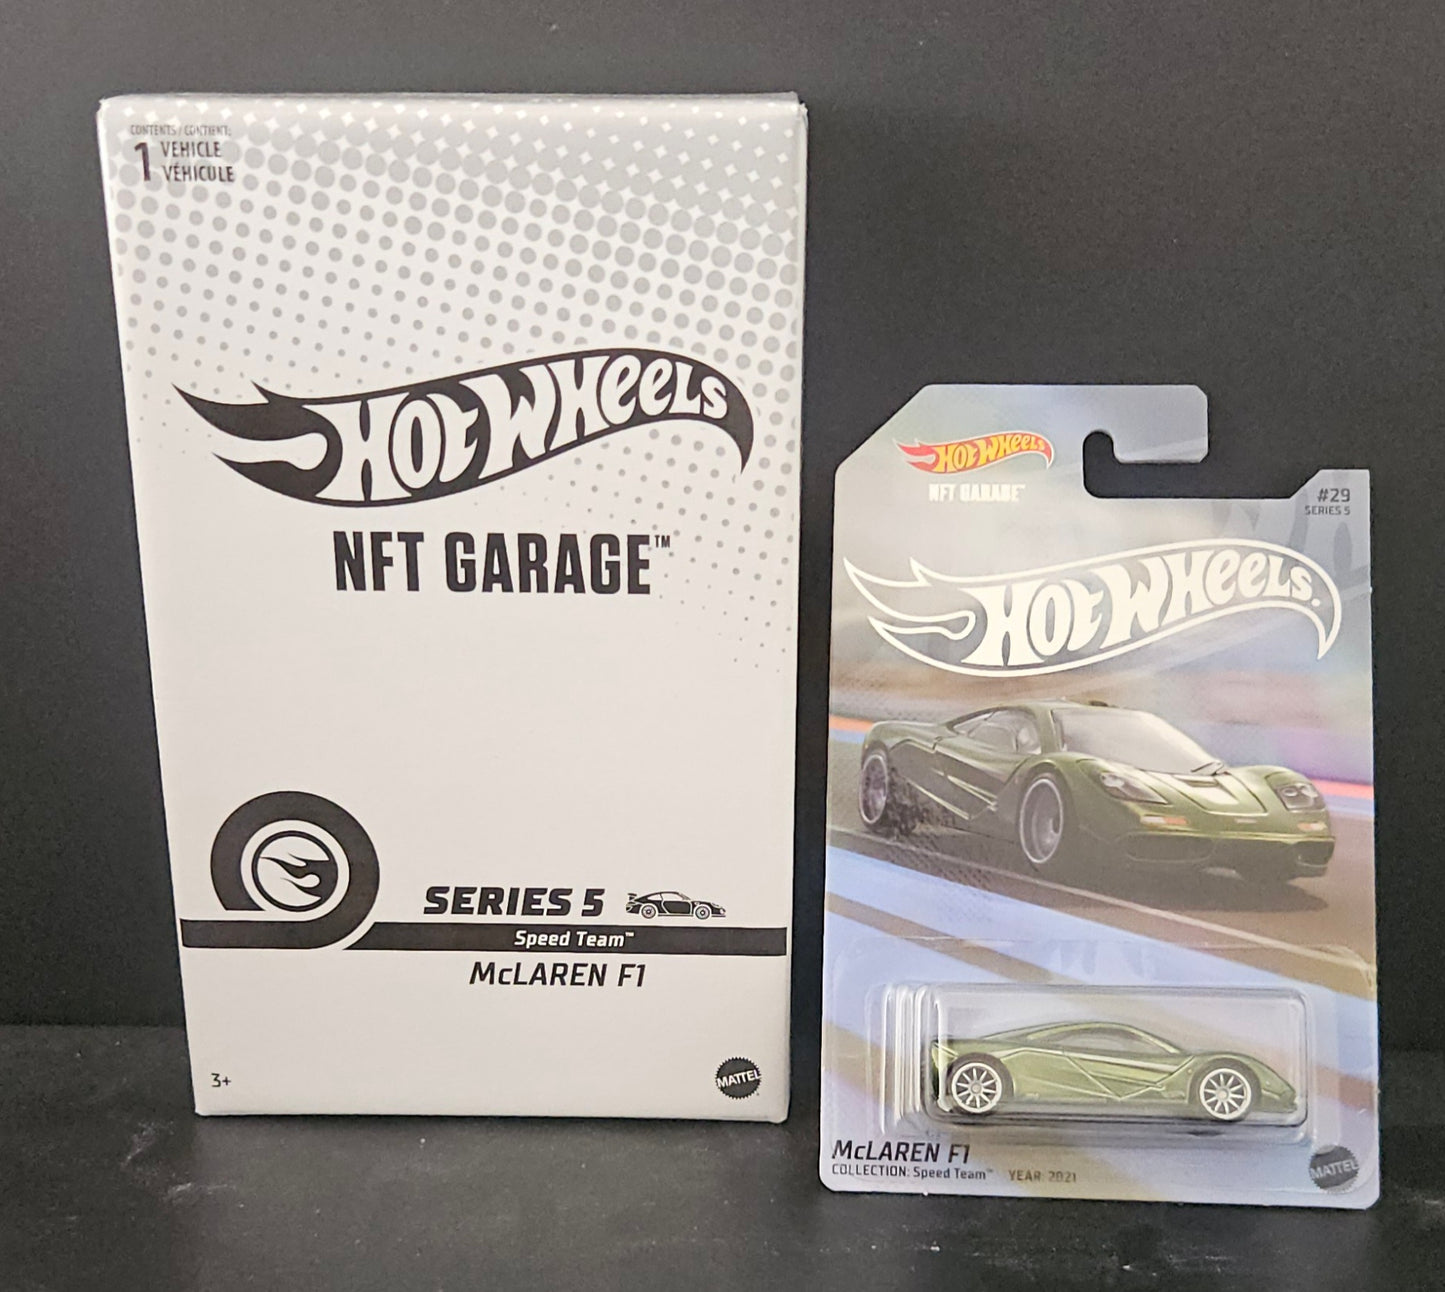 CONTENTS / CONTIENT:
1 VEHICLE
VÉHICULE
HOT WHEELS
NFT GARAGE™
SERIES 5
Speed Team™
McLAREN F1
3+
MATTEL
HOT WHEELS
NFT GARAGE™
#29
SERIES 5
HOT WHEELS
McLAREN F1
COLLECTION: Speed Team™ YEAR: 2021
MATTEL